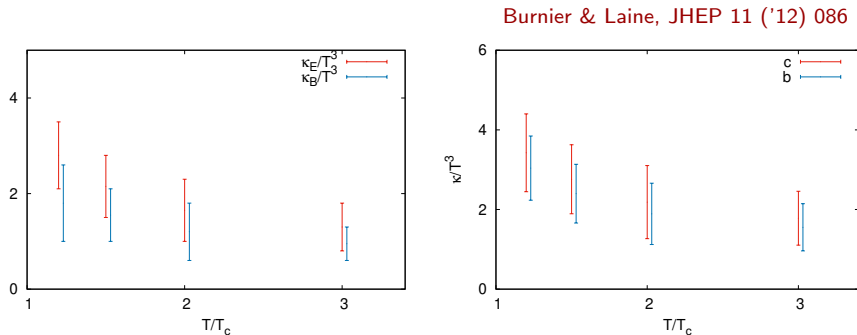 Burnier & Laine, JHEP 11 ('12) 086
κ_E/T^3
κ_B/T^3
4
2
0
1
2
3
T/T_c
c
b
κ/T^3
6
4
2
0
1
2
3
T/T_c